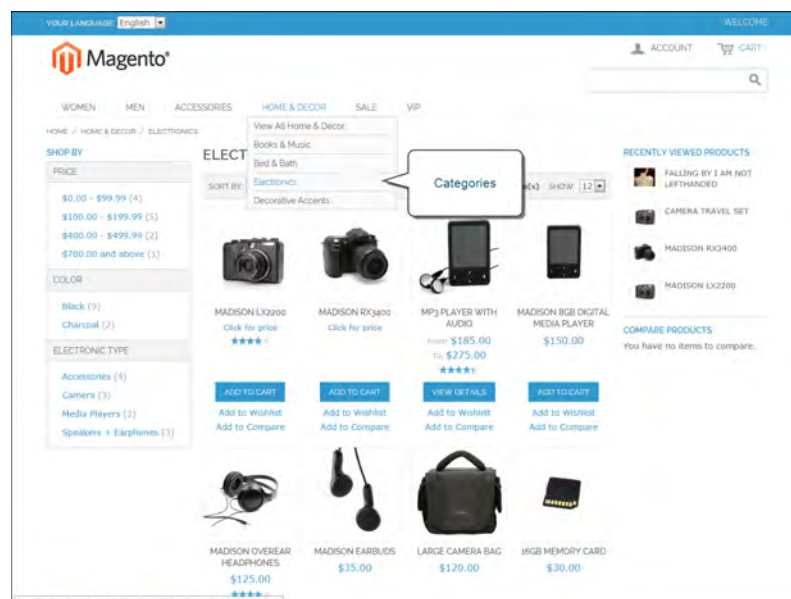 YOUR LANGUAGE: English
WELCOME
Magento®
ACCOUNT
CART
WOMEN MEN ACCESSORIES HOME & DECOR SALE VIP
HOME / HOME & DECOR / ELECTRONICS
View All Home & Decor
Books & Music
Bed & Bath
Electronics
Decorative Accents
Categories
SHOP BY
PRICE
$0.00 - $99.99 (4)
$100.00 - $199.99 (5)
$400.00 - $499.99 (2)
$700.00 and above (1)
COLOR
Black (9)
Charcoal (2)
ELECTRONIC TYPE
Accessories (4)
Camera (3)
Media Players (2)
Speakers + Earphones (3)
ELECT
SORT BY:
SHOW 12
MADISON LX2200
Click for price
ADD TO CART
Add to Wishlist
Add to Compare
MADISON RX3400
Click for price
ADD TO CART
Add to Wishlist
Add to Compare
MP3 PLAYER WITH
AUDIO
From: $185.00
To: $275.00
VIEW DETAILS
Add to Wishlist
Add to Compare
MADISON 8GB DIGITAL
MEDIA PLAYER
$150.00
ADD TO CART
Add to Wishlist
Add to Compare
MADISON OVEREAR
HEADPHONES
$125.00
MADISON EARBUDS
$35.00
LARGE CAMERA BAG
$120.00
16GB MEMORY CARD
$30.00
RECENTLY VIEWED PRODUCTS
FALLING BY I AM NOT
LEFTHANDED
CAMERA TRAVEL SET
MADISON RX3400
MADISON LX2200
COMPARE PRODUCTS
You have no items to compare.